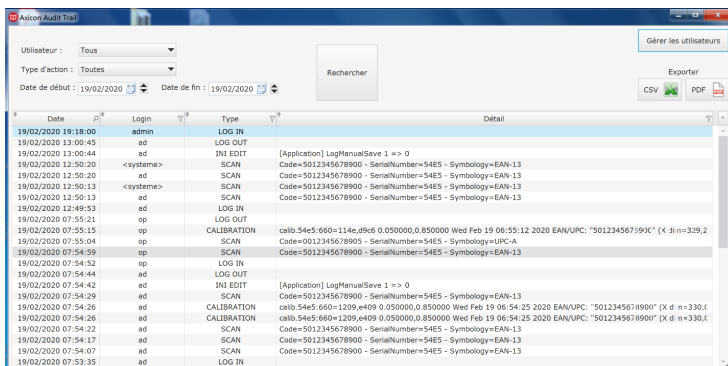 Axicon Audit Trail
Gérer les utilisateurs
Utilisateur : Tous
Type d'action : Toutes
Rechercher
Exporter
Date de début : 19/02/2020 Date de fin : 19/02/2020
CSV PDF
Date Login Type Détail
19/02/2020 19:18:00 admin LOG IN
19/02/2020 13:00:45 ad LOG OUT
19/02/2020 13:00:44 ad INI EDIT [Application] LogManualSave 1 => 0
19/02/2020 12:50:20 <systeme> SCAN Code=5012345678900 - SerialNumber=54E5 - Symbology=EAN-13
19/02/2020 12:50:20 ad SCAN Code=5012345678900 - SerialNumber=54E5 - Symbology=EAN-13
19/02/2020 12:50:13 <systeme> SCAN Code=5012345678900 - SerialNumber=54E5 - Symbology=EAN-13
19/02/2020 12:50:13 ad SCAN Code=5012345678900 - SerialNumber=54E5 - Symbology=EAN-13
19/02/2020 12:49:53 ad LOG IN
19/02/2020 07:55:21 op LOG OUT
19/02/2020 07:55:15 op CALIBRATION calib.54e5:660=114e,d9c6 0.050000,0.850000 Wed Feb 19 06:55:12 2020 EAN/UPC: "5012345678900" (X
19/02/2020 07:55:04 op SCAN Code=0012345678905 - SerialNumber=54E5 - Symbology=UPC-A
19/02/2020 07:54:59 op SCAN Code=5012345678900 - SerialNumber=54E5 - Symbology=EAN-13
19/02/2020 07:54:52 op LOG IN
19/02/2020 07:54:44 ad LOG OUT
19/02/2020 07:54:42 ad INI EDIT [Application] LogManualSave 1 => 0
19/02/2020 07:54:29 ad SCAN Code=5012345678900 - SerialNumber=54E5 - Symbology=EAN-13
19/02/2020 07:54:26 ad CALIBRATION calib.54e5:660=1209,e409 0.050000,0.850000 Wed Feb 19 06:54:25 2020 EAN/UPC: "5012345678900" (X dim=330,0
19/02/2020 07:54:26 ad CALIBRATION calib.54e5:660=1209,e409 0.050000,0.850000 Wed Feb 19 06:54:25 2020 EAN/UPC: "5012345678900" (X dim=330,0
19/02/2020 07:54:22 ad SCAN Code=5012345678900 - SerialNumber=54E5 - Symbology=EAN-13
19/02/2020 07:54:17 ad SCAN Code=5012345678900 - SerialNumber=54E5 - Symbology=EAN-13
19/02/2020 07:54:07 ad SCAN Code=5012345678900 - SerialNumber=54E5 - Symbology=EAN-13
19/02/2020 07:53:35 ad LOG IN